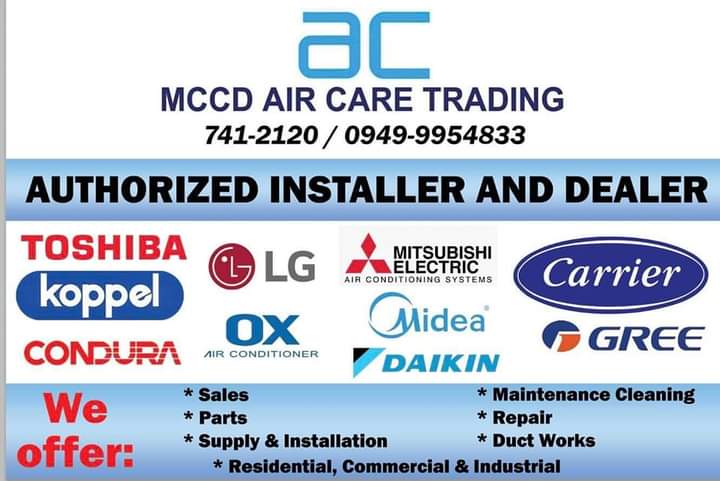 ac
MCCD AIR CARE TRADING
741-2120 / 0949-9954833
AUTHORIZED INSTALLER AND DEALER
TOSHIBA
koppel
CONDURA
LG
OX
AIR CONDITIONER
MITSUBISHI
ELECTRIC
AIR CONDITIONING SYSTEMS
Midea
DAIKIN
Carrier
GREE
We
offer:
* Sales
* Parts
* Supply & Installation
* Maintenance Cleaning
* Repair
* Duct Works
* Residential, Commercial & Industrial